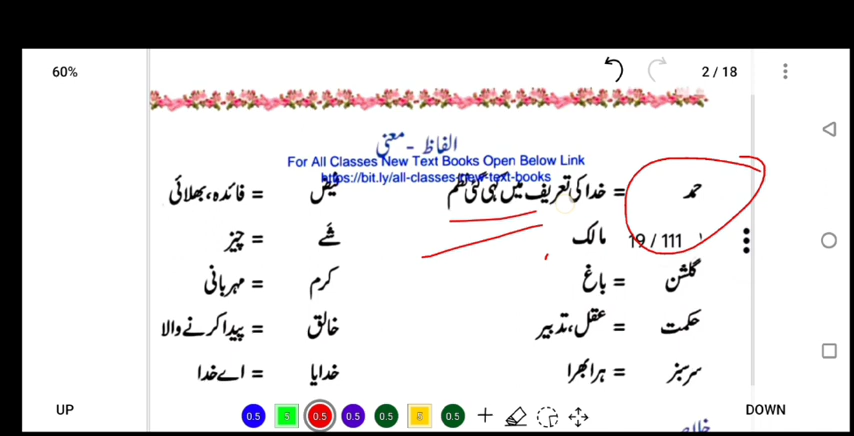 60%
2 / 18
الفاظ - معنی
For All Classes New Text Books Open Below Link
https://bit.ly/all-classes-new-text-books
حمد = خدا کی تعریف میں کہی گئی نظم فیض = فائدہ، بھلائی
19 / 111 مالک شے = چیز
گلشن = باغ کرم = مہربانی
حکمت = عقل، تدبیر خالق = پیدا کرنے والا
سرسبز = ہرا بھرا خدایا = اے خدا
UP
0.5 5 0.5 0.5 0.5 5 0.5
DOWN